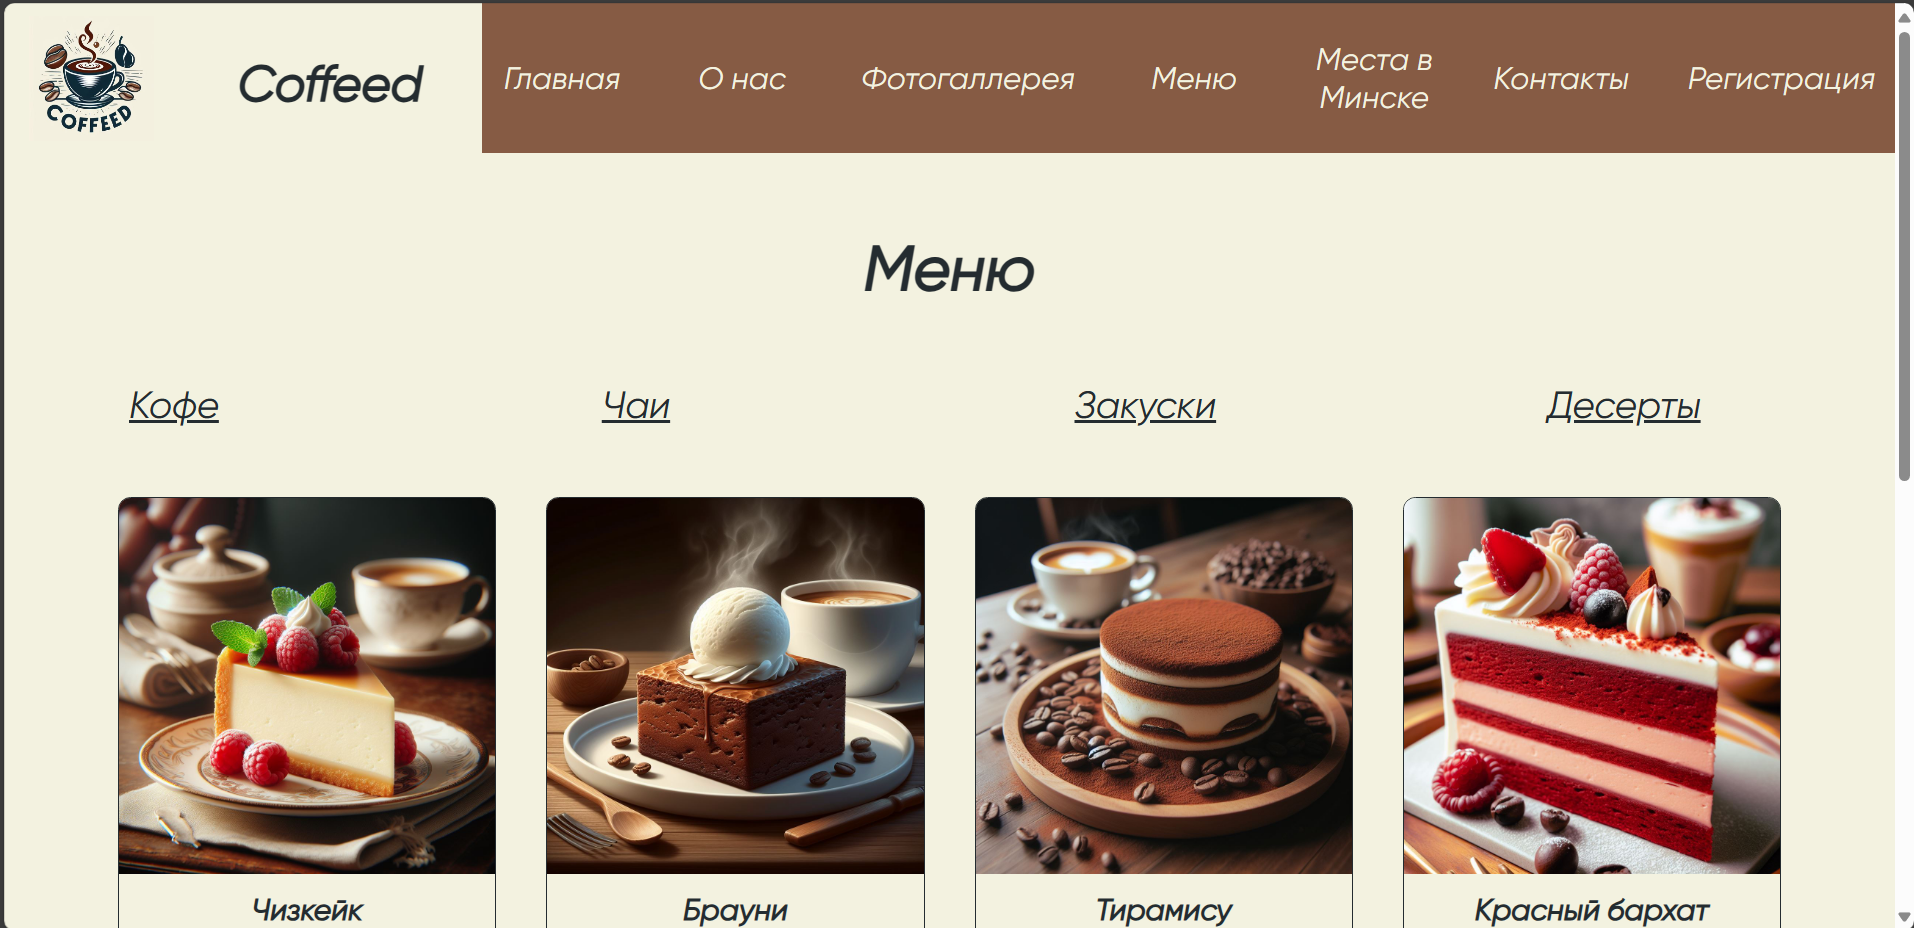 COFFEED
Coffeed
Главная
О нас
Фотогаллерея
Меню
Места в
Минске
Контакты
Регистрация
Меню
Кофе
Чаи
Закуски
Десерты
Чизкейк
Брауни
Тирамису
Красный бархат